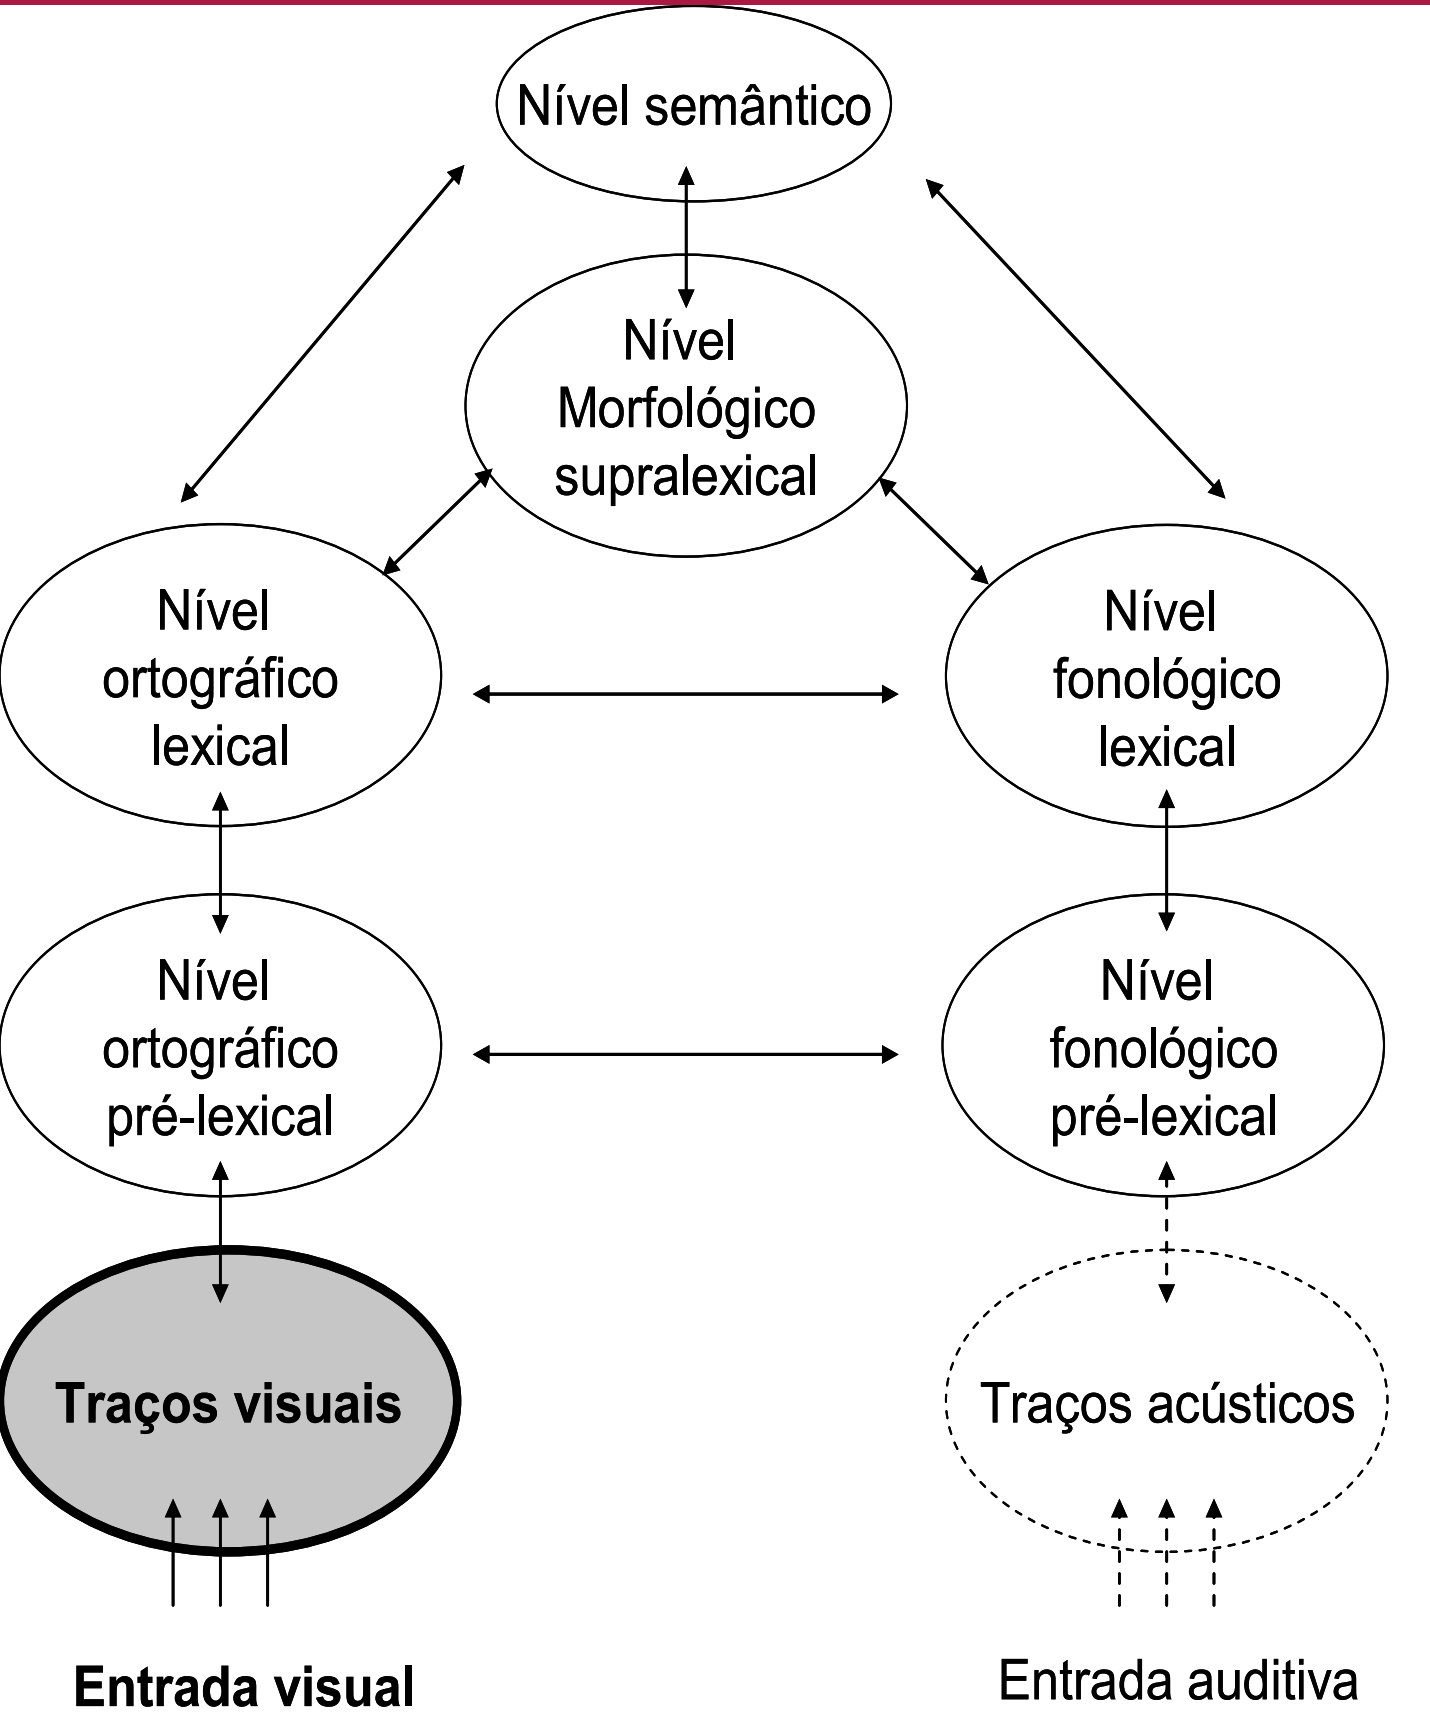 Nível semântico
Nível
Morfológico
supralexical
Nível
ortográfico
lexical
Nível
fonológico
lexical
Nível
ortográfico
pré-lexical
Nível
fonológico
pré-lexical
Traços visuais
Traços acústicos
Entrada visual
Entrada auditiva